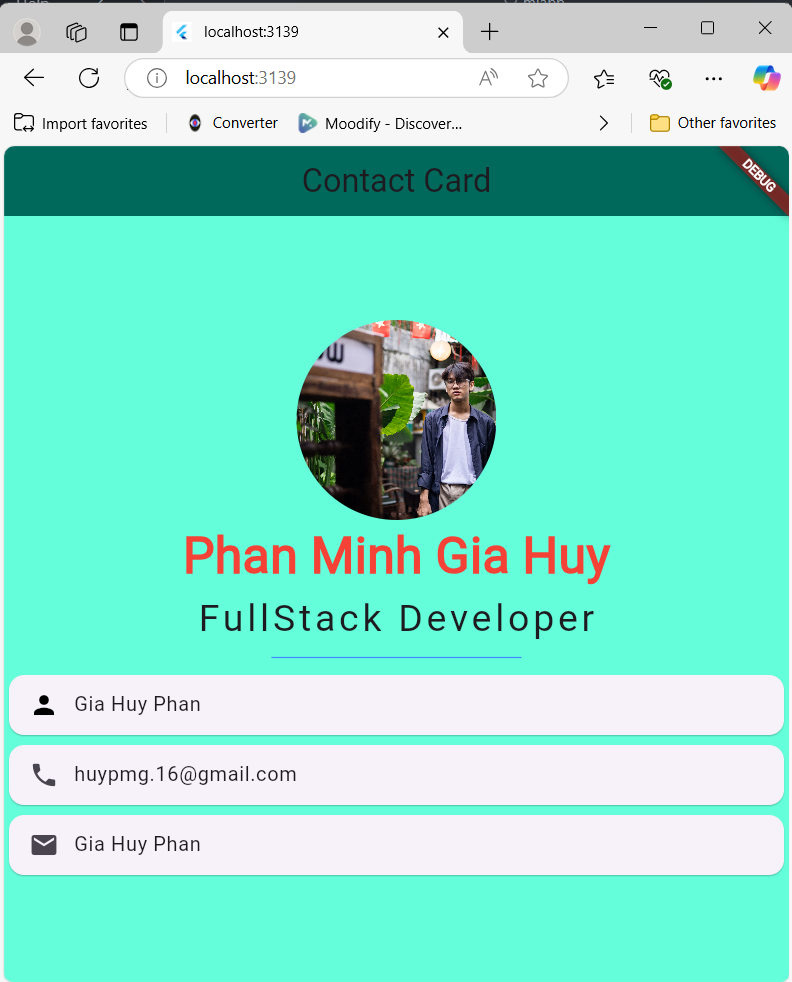 localhost:3139
localhost:3139
Import favorites
Converter
Moodify - Discover...
Other favorites
Contact Card
DEBUG
Phan Minh Gia Huy
FullStack Developer
Gia Huy Phan
huypmg.16@gmail.com
Gia Huy Phan